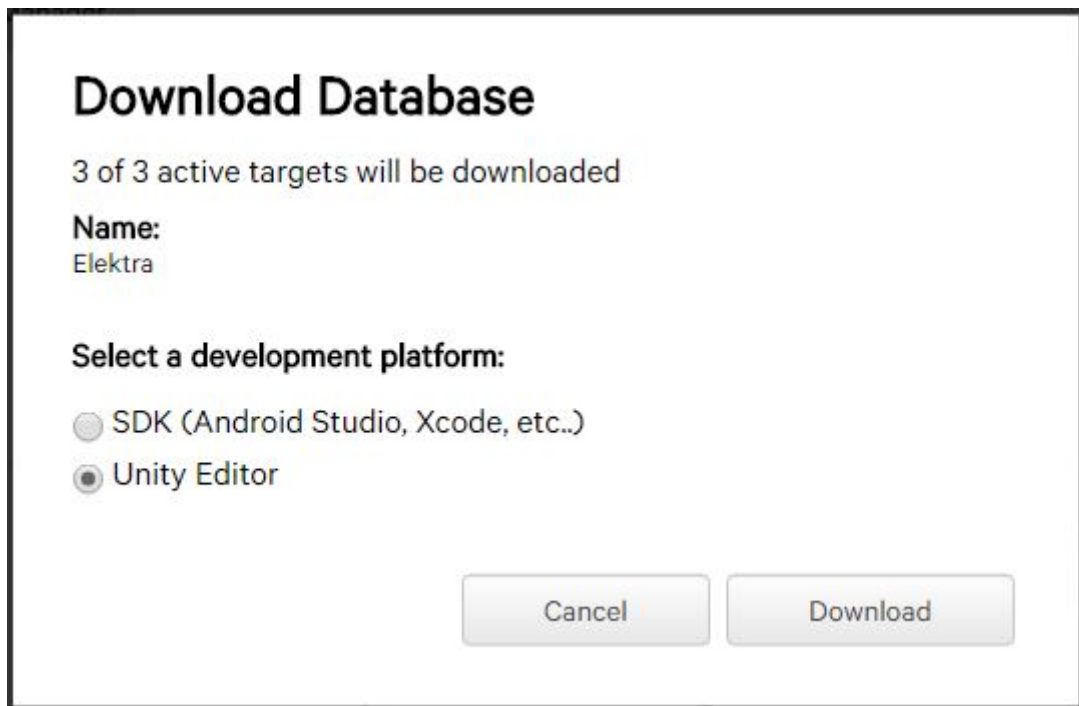 Download Database
3 of 3 active targets will be downloaded
Name:
Elektra
Select a development platform:
SDK (Android Studio, Xcode, etc..)
Unity Editor
Cancel
Download